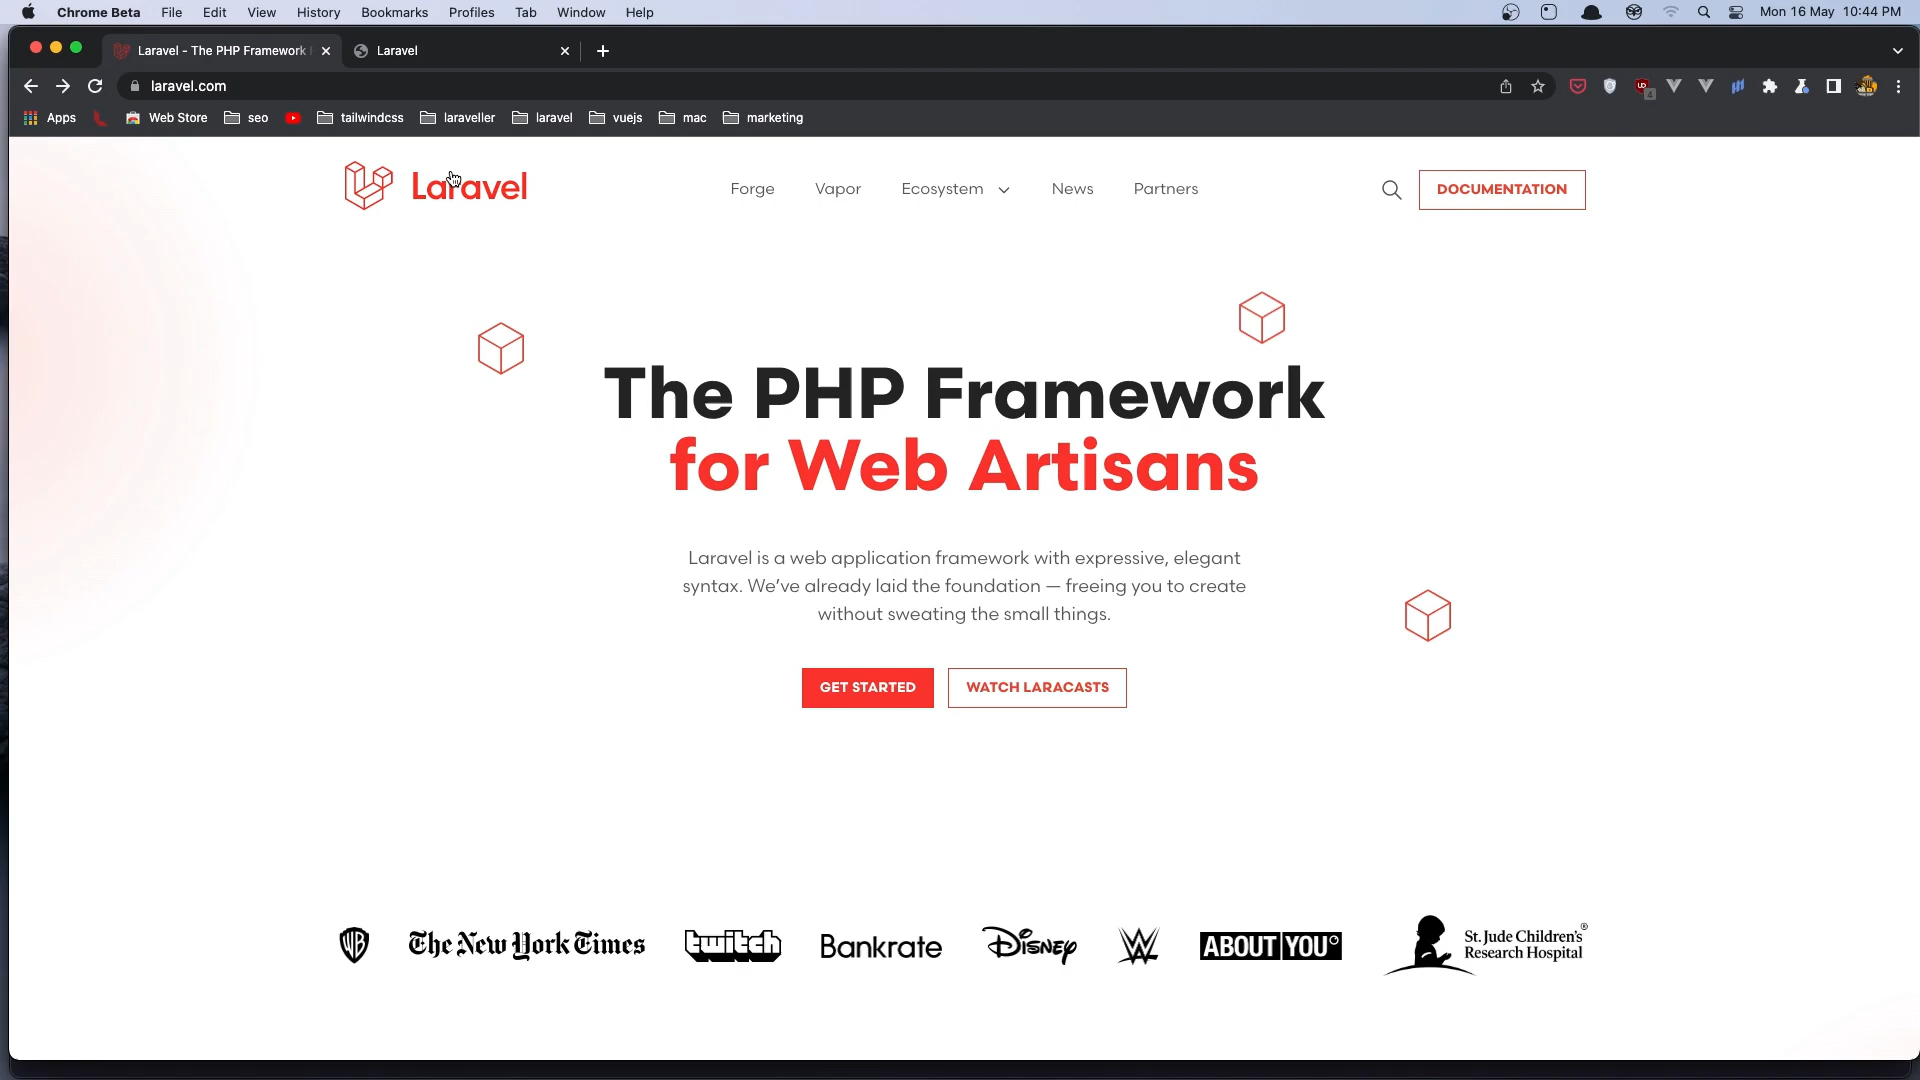 Chrome Beta File Edit View History Bookmarks Profiles Tab Window Help Mon 16 May 10:44 PM
Laravel - The PHP Framework Laravel
laravel.com
Apps Web Store seo tailwindcss laraveller laravel vuejs mac marketing
Laravel Forge Vapor Ecosystem News Partners DOCUMENTATION
The PHP Framework
for Web Artisans
Laravel is a web application framework with expressive, elegant
syntax. We've already laid the foundation — freeing you to create
without sweating the small things.
GET STARTED WATCH LARACASTS
WB The New York Times twitch Bankrate Disney W ABOUT YOU° St. Jude Children's®
Research Hospital